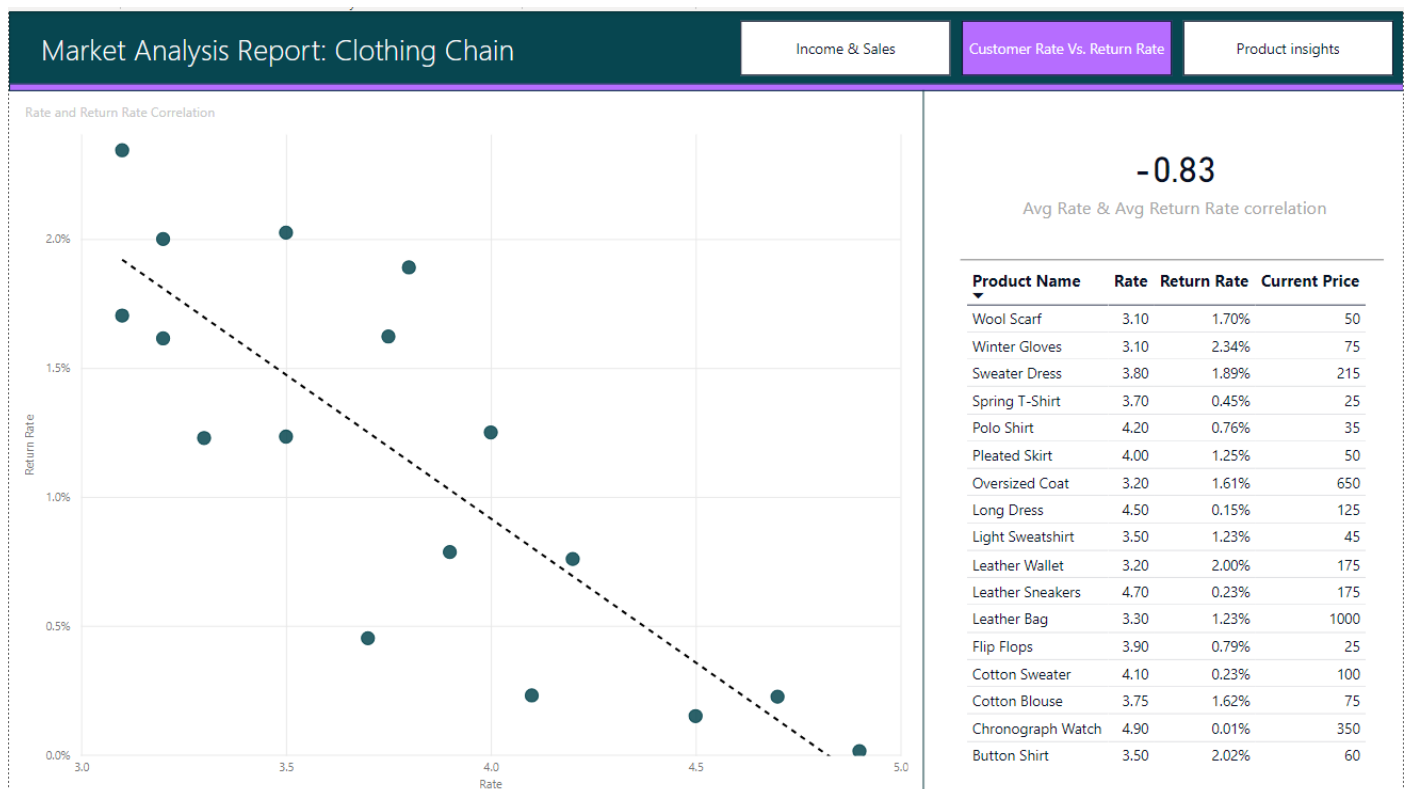 Market Analysis Report: Clothing Chain
Income & Sales
Customer Rate Vs. Return Rate
Product insights
Rate and Return Rate Correlation
2.0%
1.5%
1.0%
0.5%
0.0%
Return Rate
3.0 3.5 4.0 4.5 5.0
Rate
-0.83
Avg Rate & Avg Return Rate correlation
Product Name Rate Return Rate Current Price
Wool Scarf 3.10 1.70% 50
Winter Gloves 3.10 2.34% 75
Sweater Dress 3.80 1.89% 215
Spring T-Shirt 3.70 0.45% 25
Polo Shirt 4.20 0.76% 35
Pleated Skirt 4.00 1.25% 50
Oversized Coat 3.20 1.61% 650
Long Dress 4.50 0.15% 125
Light Sweatshirt 3.50 1.23% 45
Leather Wallet 3.20 2.00% 175
Leather Sneakers 4.70 0.23% 175
Leather Bag 3.30 1.23% 1000
Flip Flops 3.90 0.79% 25
Cotton Sweater 4.10 0.23% 100
Cotton Blouse 3.75 1.62% 75
Chronograph Watch 4.90 0.01% 350
Button Shirt 3.50 2.02% 60